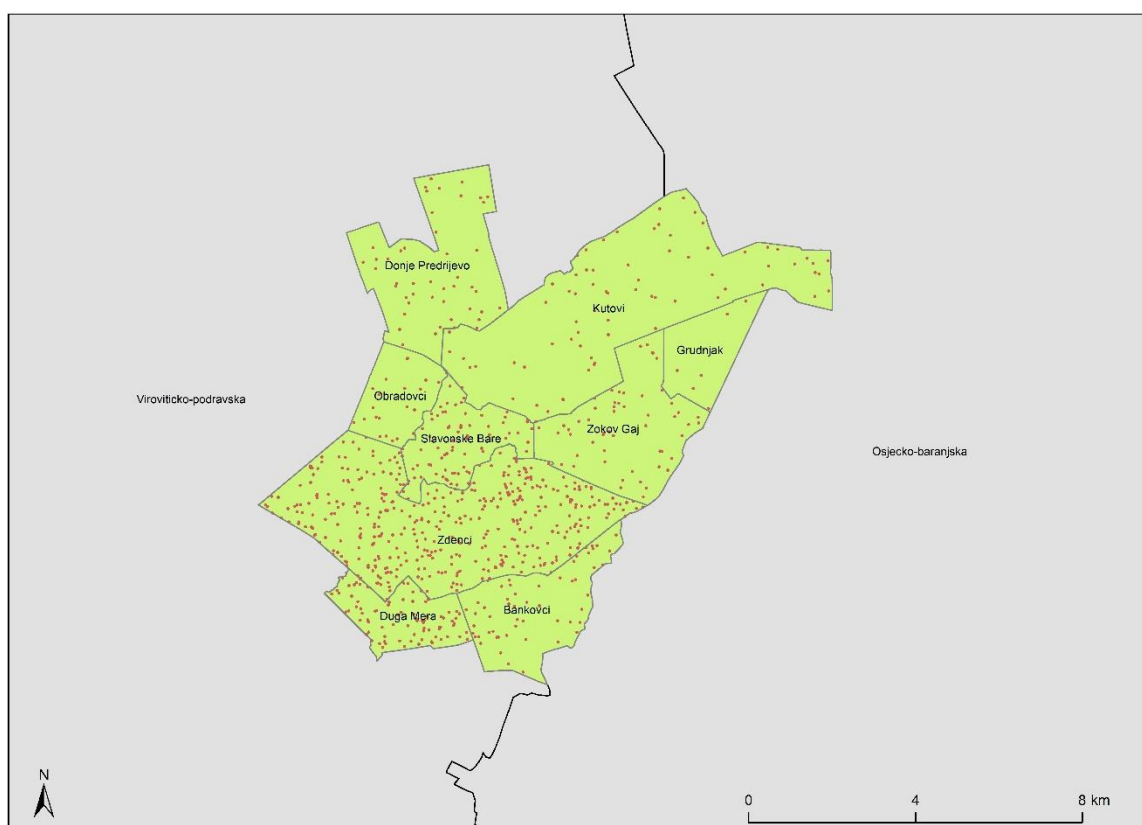 Donje Predrijevo
Kutovi
Grudnjak
Obradovci
Viroviticko-podravska
Zokov Gaj
Slavonske Bare
Osjecko-baranjska
Zdenci
Bankovci
Duga Mera
N
0 4 8 km